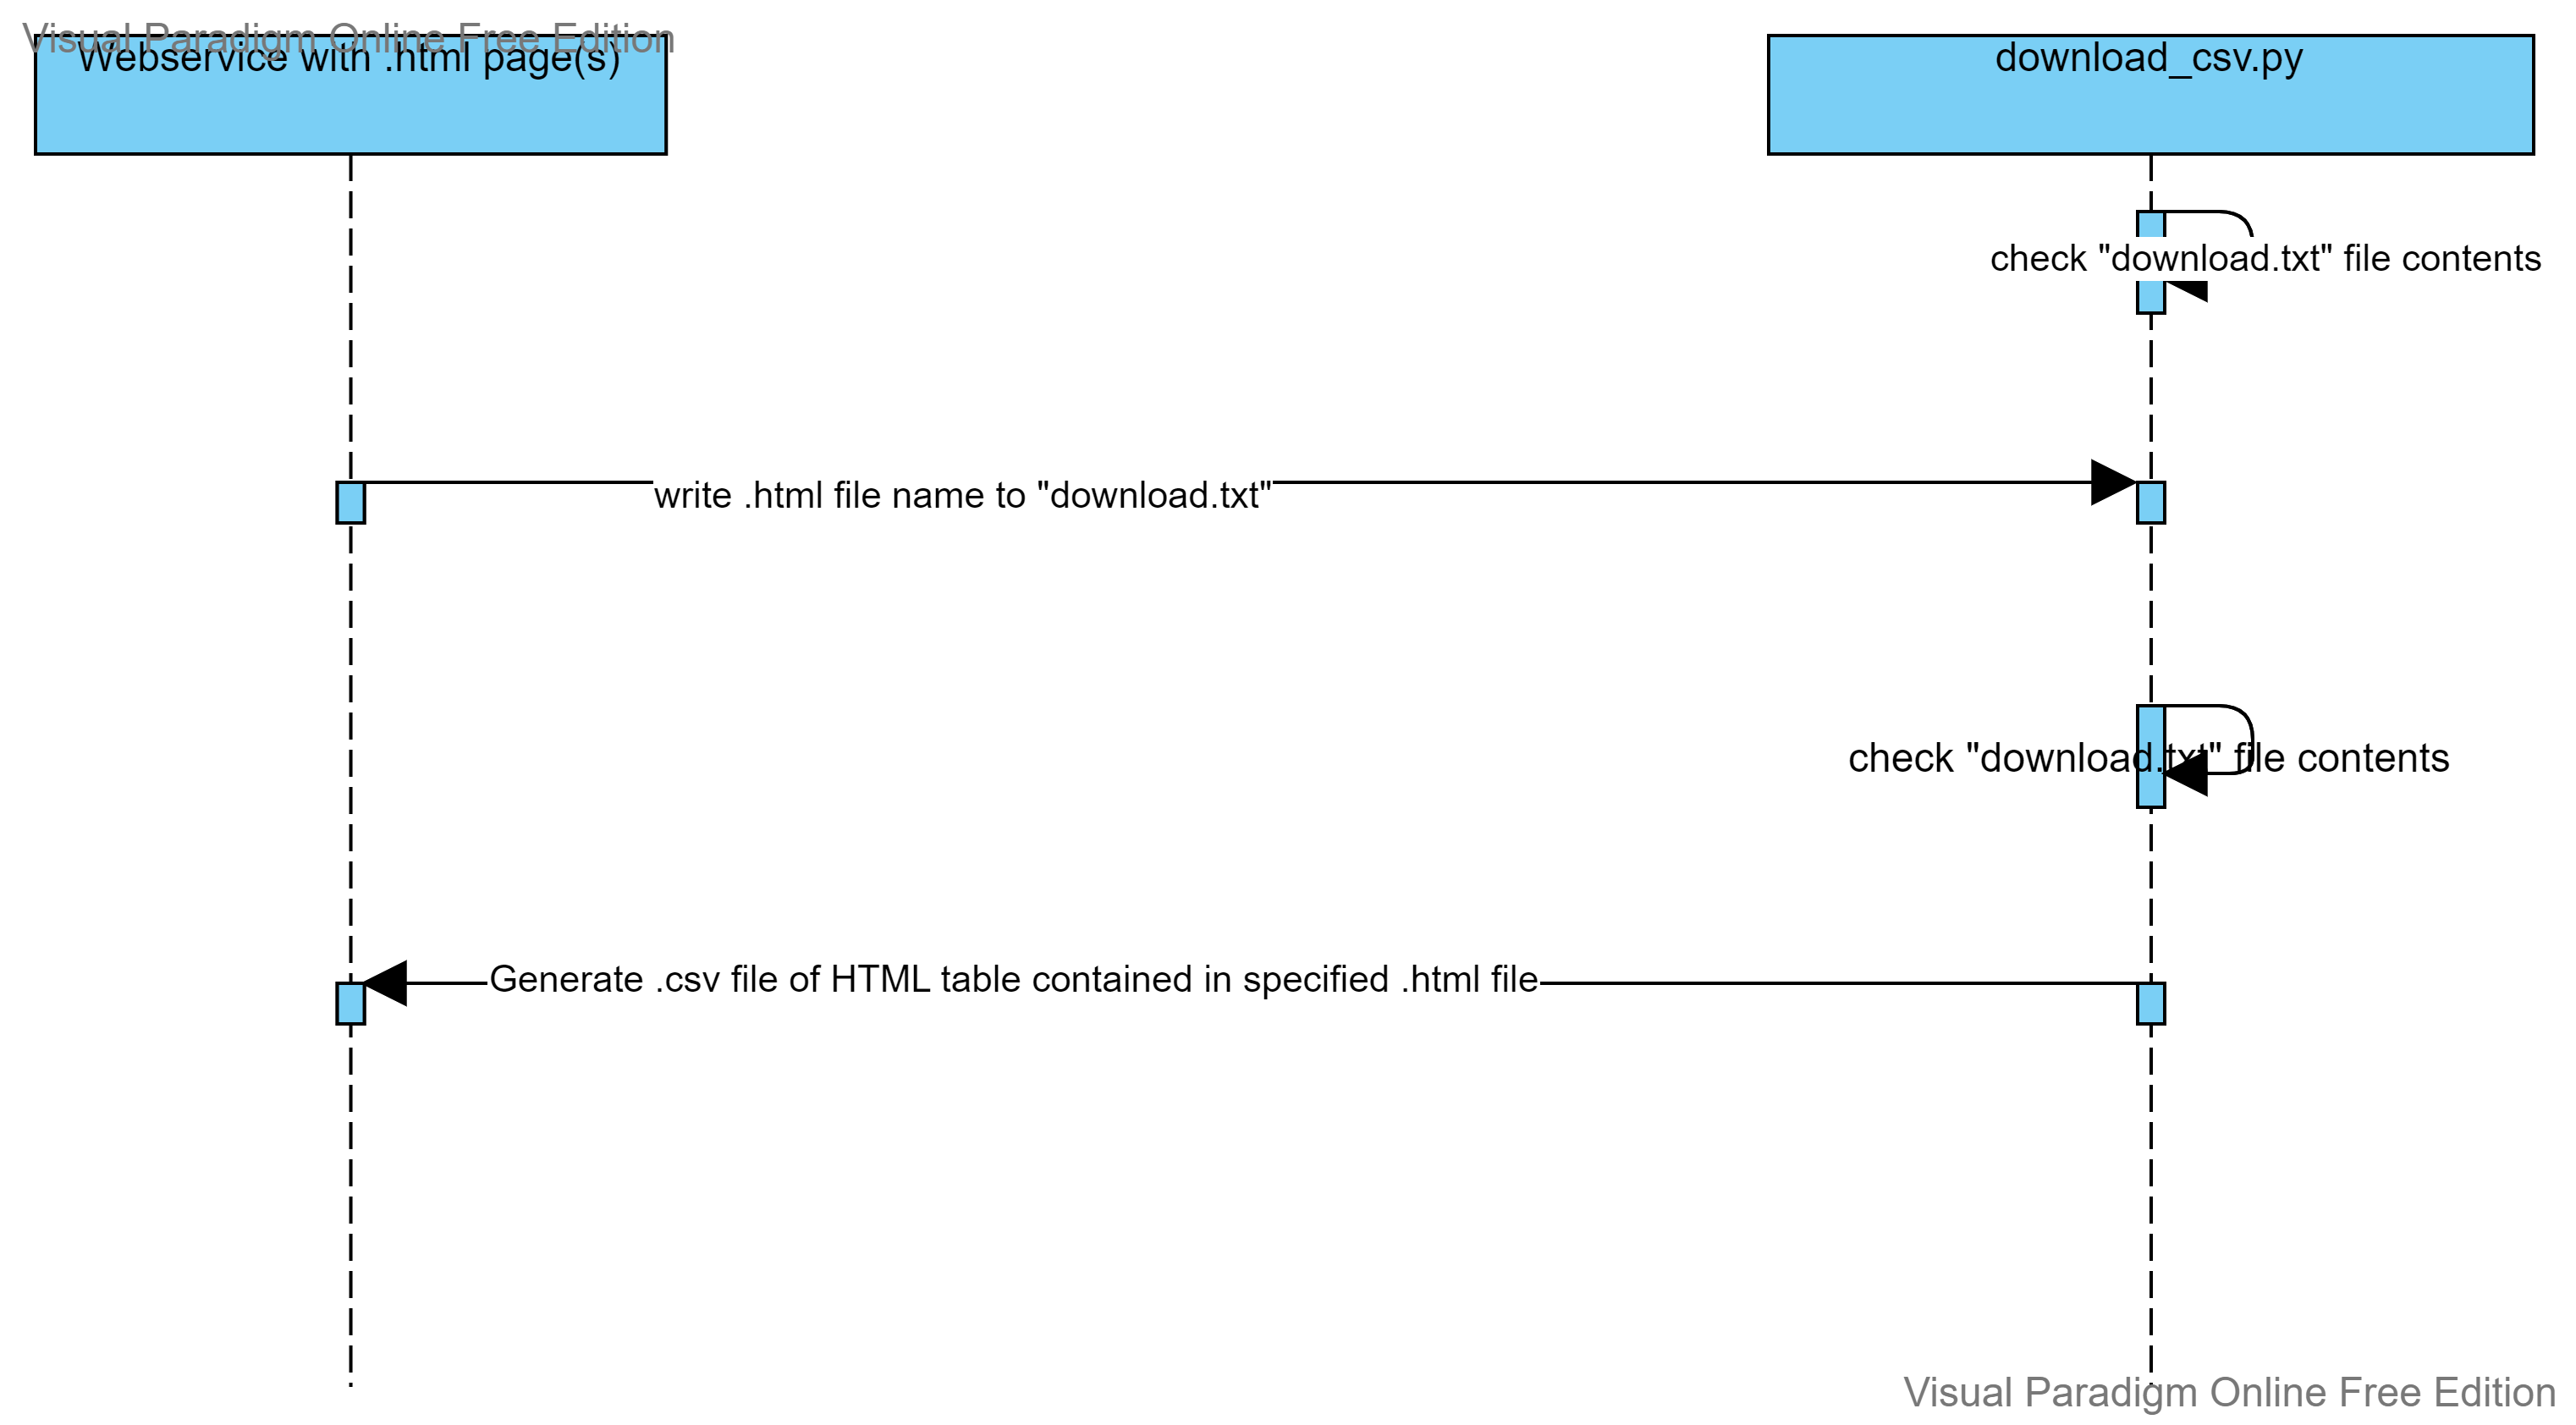 Visual Paradigm Online Free Edition
Webservice with .html page(s)
download_csv.py
check "download.txt" file contents
write .html file name to "download.txt"
check "download.txt" file contents
Generate .csv file of HTML table contained in specified .html file
Visual Paradigm Online Free Edition